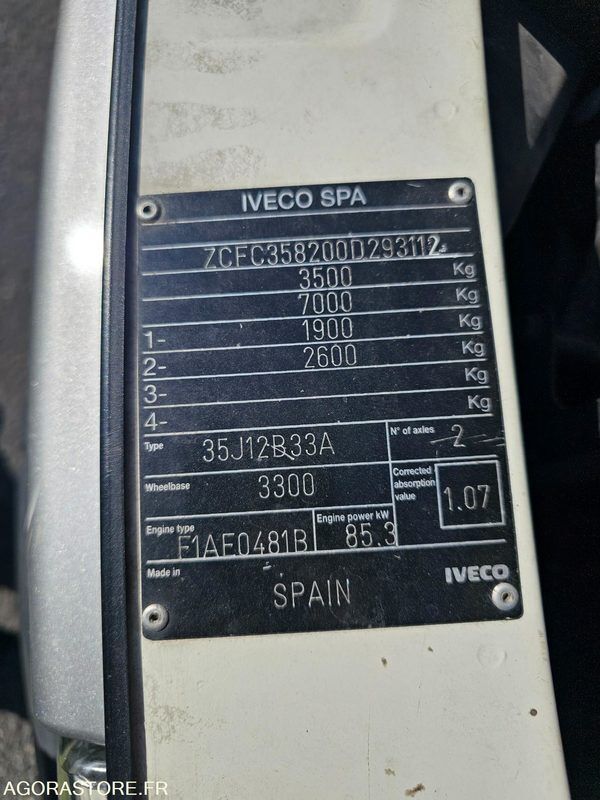 IVECO SPA
ZCFC358200D293112
3500 Kg
7000 Kg
1- 1900 Kg
2- 2600 Kg
3- Kg
4- Kg
Type 35J12B33A N° of axles 2
Wheelbase 3300 Corrected absorption value 1.07
Engine type F1AE0481B Engine power kW 85.3
Made in SPAIN IVECO
AGORASTORE.FR